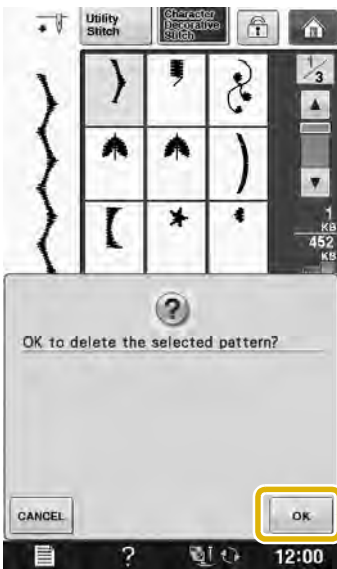 Utility
Stitch
Character
Decorative
Stitch
1/3
1
KB
452
KB
?
OK to delete the selected pattern?
CANCEL
OK
?
12:00